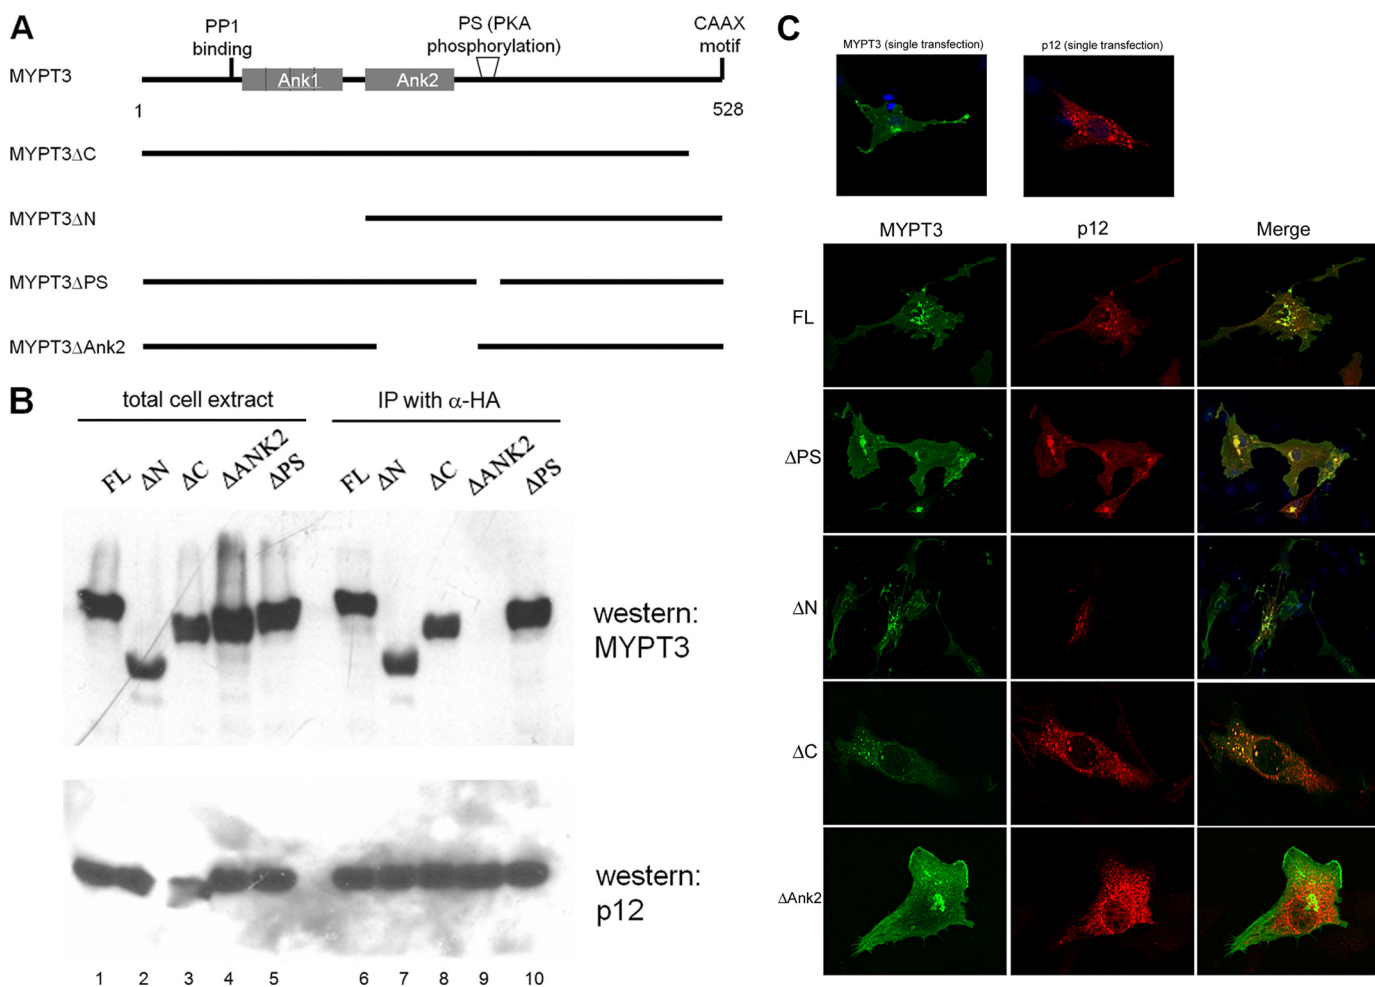 A
PP1
binding
PS (PKA
phosphorylation)
CAAX
motif
MYPT3
Ank1
Ank2
1
528
MYPT3ΔC
MYPT3ΔN
MYPT3ΔPS
MYPT3ΔAnk2
B
total cell extract
IP with α-HA
FL ΔN ΔC ΔANK2 ΔPS FL ΔN ΔC ΔANK2 ΔPS
western:
MYPT3
western:
p12
1 2 3 4 5 6 7 8 9 10
C
MYPT3 (single transfection)
p12 (single transfection)
MYPT3 p12 Merge
FL
ΔPS
ΔN
ΔC
ΔAnk2